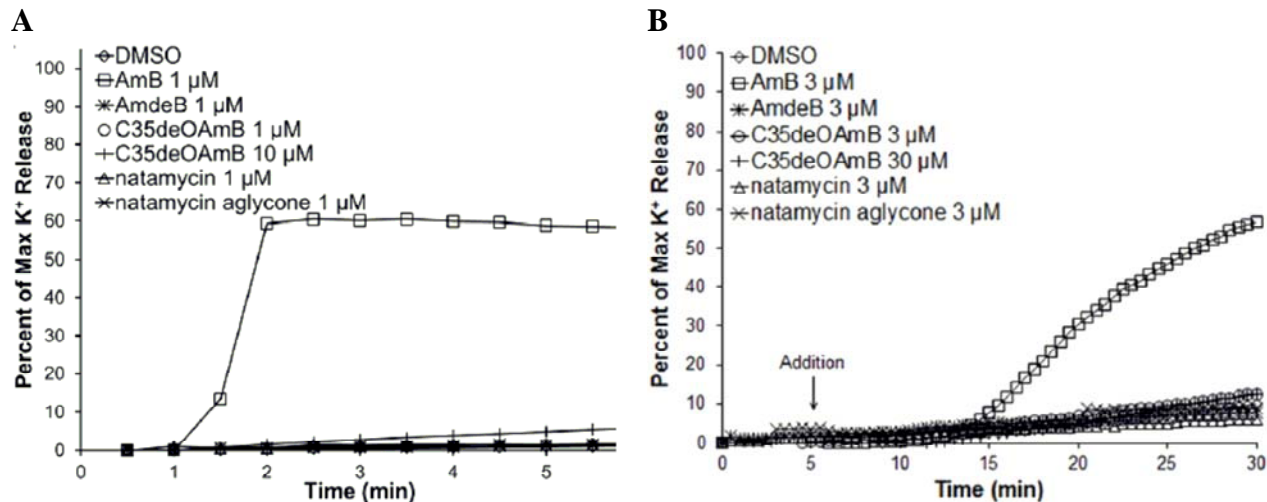 A
Percent of Max K⁺ Release
100
90
80
70
60
50
40
30
20
10
0
DMSO
AmB 1 µM
AmdeB 1 µM
C35deOAmB 1 µM
C35deOAmB 10 µM
natamycin 1 µM
natamycin aglycone 1 µM
0 1 2 3 4 5
Time (min)
B
Percent of Max K⁺ Release
100
90
80
70
60
50
40
30
20
10
0
DMSO
AmB 3 µM
AmdeB 3 µM
C35deOAmB 3 µM
C35deOAmB 30 µM
natamycin 3 µM
natamycin aglycone 3 µM
Addition
0 5 10 15 20 25 30
Time (min)